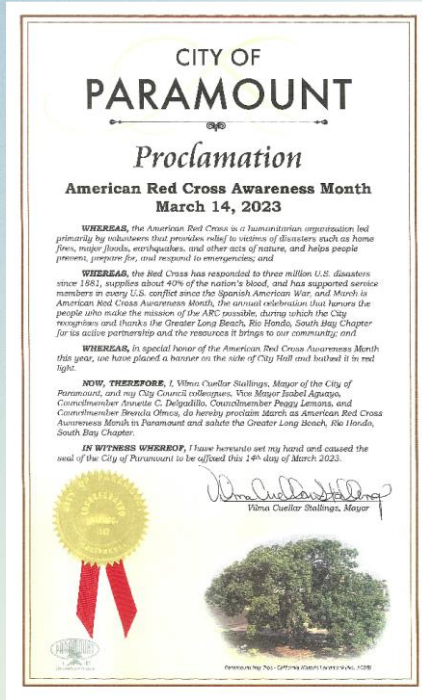 CITY OF
PARAMOUNT
Proclamation
American Red Cross Awareness Month
March 14, 2023
WHEREAS, the American Red Cross is a humanitarian organization led
primarily by volunteers that provides relief to victims of disasters such as home
fires, major floods, earthquakes, and other acts of nature, and helps people
prevent, prepare for, and respond to emergencies; and
WHEREAS, the Red Cross has responded to three million U.S. disasters
since 1881, supplies about 40% of the nation's blood, and has supported service
members in every U.S. conflict since the Spanish American War, and March is
American Red Cross Awareness Month, the annual celebration that honors the
people who make the mission of the ARC possible, during which the City
recognizes and thanks the Greater Long Beach, Rio Hondo, South Bay Chapter
for its active partnership and the resources it brings to our community; and
WHEREAS, in special honor of the American Red Cross Awareness Month
this year, we have placed a banner on the side of City Hall and bathed it in red
light.
NOW, THEREFORE, I, Vilma Cuellar Stallings, Mayor of the City of
Paramount, and my City Council colleagues, Vice Mayor Isabel Aguayo,
Councilmember Annette C. Delgadillo, Councilmember Peggy Lemons, and
Councilmember Brenda Olmos, do hereby proclaim March as American Red Cross
Awareness Month in Paramount and salute the Greater Long Beach, Rio Hondo,
South Bay Chapter.
IN WITNESS WHEREOF, I have hereunto set my hand and caused the
seal of the City of Paramount to be affixed this 14th day of March 2023.
Vilma Cuellar Stallings
Vilma Cuellar Stallings, Mayor
PARAMOUNT